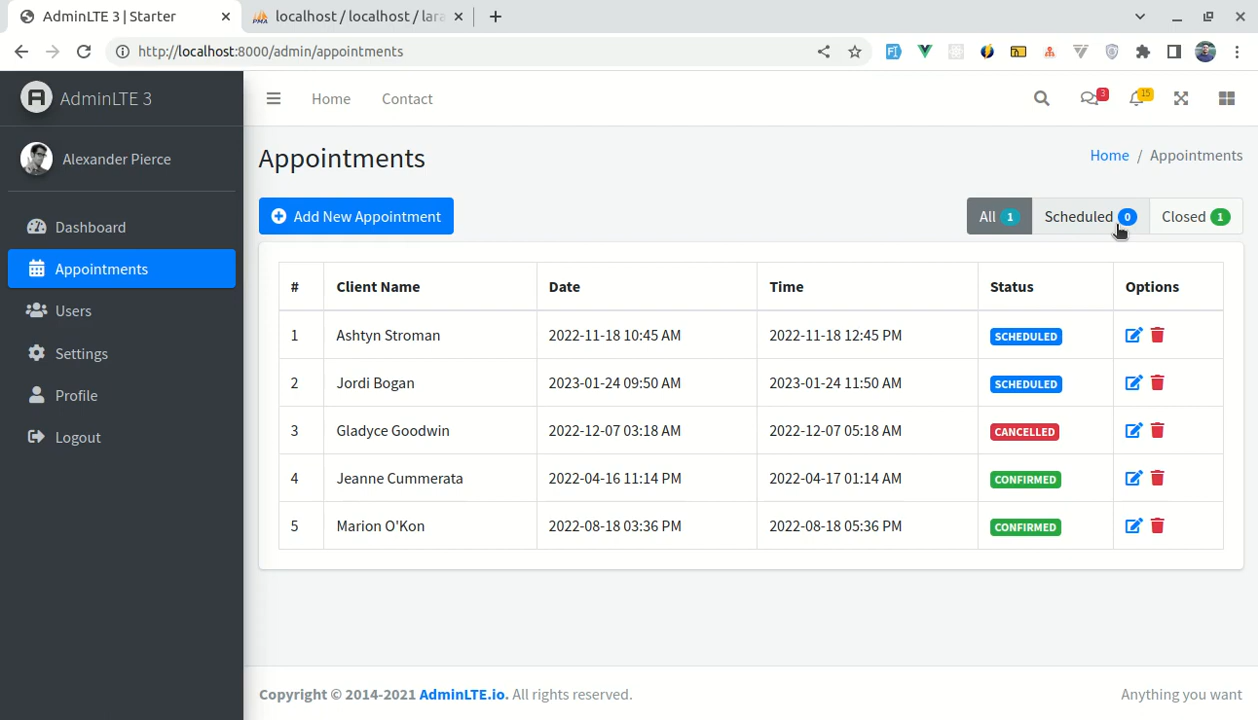 AdminLTE 3 | Starter
localhost / localhost / lara
http://localhost:8000/admin/appointments
AdminLTE 3
Home Contact
3 15
Alexander Pierce
Appointments
Home / Appointments
Dashboard
Appointments
Users
Settings
Profile
Logout
Add New Appointment
All 1 Scheduled 0 Closed 1
# Client Name Date Time Status Options
1 Ashtyn Stroman 2022-11-18 10:45 AM 2022-11-18 12:45 PM SCHEDULED
2 Jordi Bogan 2023-01-24 09:50 AM 2023-01-24 11:50 AM SCHEDULED
3 Gladyce Goodwin 2022-12-07 03:18 AM 2022-12-07 05:18 AM CANCELLED
4 Jeanne Cummerata 2022-04-16 11:14 PM 2022-04-17 01:14 AM CONFIRMED
5 Marion O'Kon 2022-08-18 03:36 PM 2022-08-18 05:36 PM CONFIRMED
Copyright © 2014-2021 AdminLTE.io. All rights reserved.
Anything you want